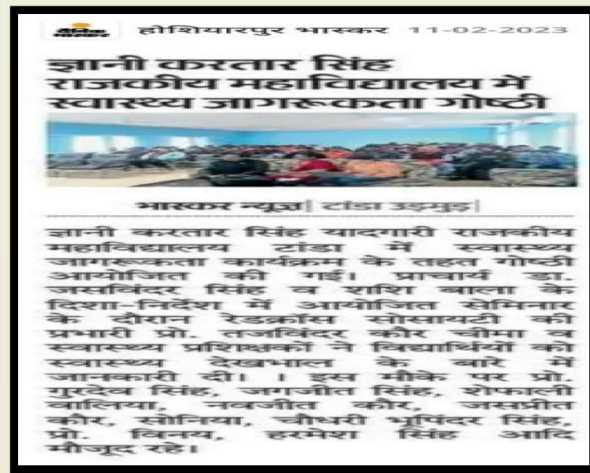 दैनिक भास्कर
होशियारपुर भास्कर 11-02-2023
ज्ञानी करतार सिंह
राजकीय महाविद्यालय में
स्वास्थ्य जागरूकता गोष्ठी
भास्कर न्यूज़| टांडा उड़मुड़|
ज्ञानी करतार सिंह यादगारी राजकीय
महाविद्यालय टांडा में स्वास्थ्य
जागरूकता कार्यक्रम के तहत गोष्ठी
आयोजित की गई। प्राचार्य डा.
जसविंदर सिंह व शशि बाला के
दिशा-निर्देश में आयोजित सेमिनार
के दौरान रेडक्रॉस सोसायटी की
प्रभारी प्रो. तजविंदर कौर चीमा व
स्वास्थ्य प्रशिक्षकों ने विद्यार्थियों को
स्वास्थ्य देखभाल के बारे में
जानकारी दी। । इस मौके पर प्रो.
गुरदेव सिंह, जगजीत सिंह, शेफाली
वालिया, नवजीत कौर, जसप्रीत
कौर, सोनिया, चौधरी भूपिंदर सिंह,
प्रो. विनय, हरमेश सिंह आदि
मौजूद रहे।